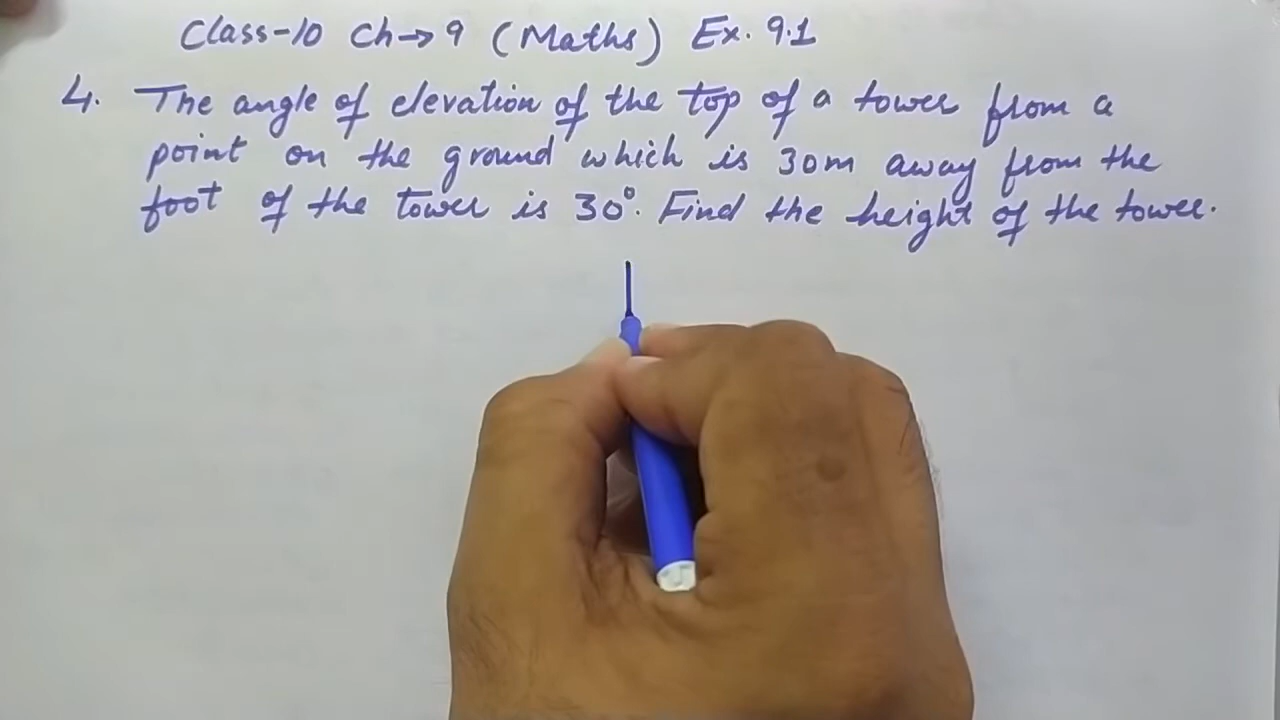 Class-10 Ch→9 (Maths) Ex. 9.1
4. The angle of elevation of the top of a tower from a
point on the ground which is 30m away from the
foot of the tower is 30°. Find the height of the tower.